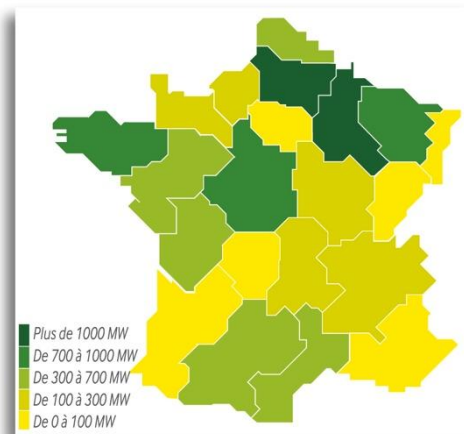 Plus de 1000 MW
De 700 à 1000 MW
De 300 à 700 MW
De 100 à 300 MW
De 0 à 100 MW